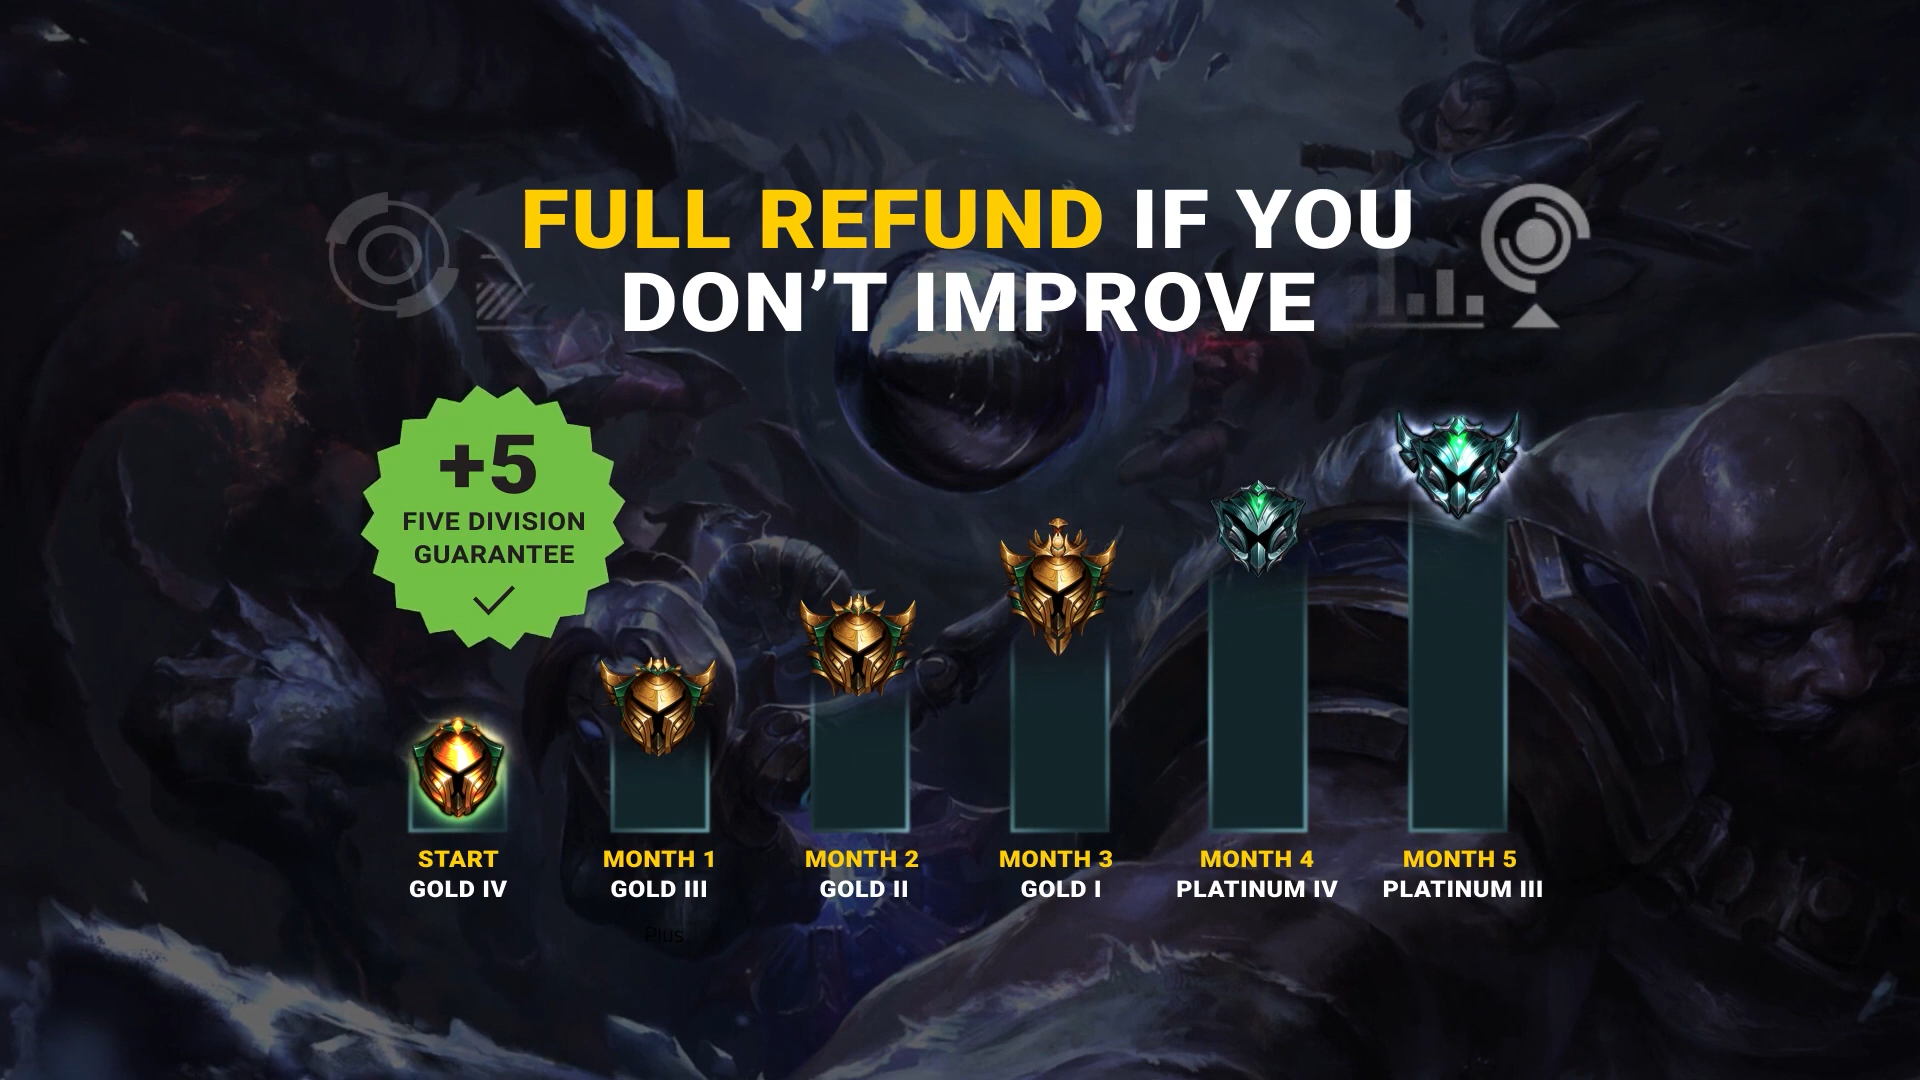 FULL REFUND IF YOU
DON’T IMPROVE
+5
FIVE DIVISION
GUARANTEE
START
GOLD IV
MONTH 1
GOLD III
MONTH 2
GOLD II
MONTH 3
GOLD I
MONTH 4
PLATINUM IV
MONTH 5
PLATINUM III
Plus